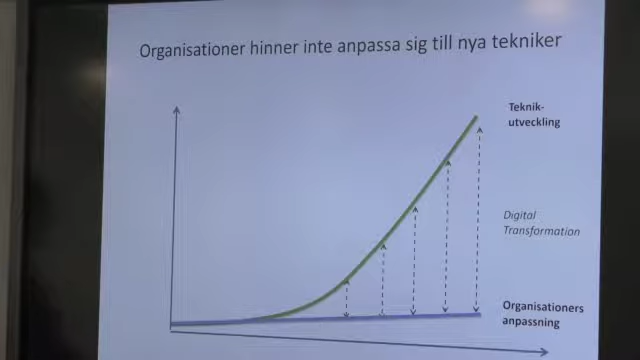 Organisationer hinner inte anpassa sig till nya tekniker
Teknik-
utveckling
Digital
Transformation
Organisationers
anpassning